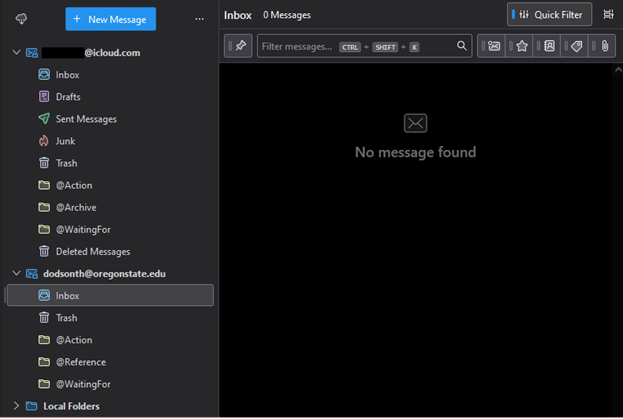 + New Message
...
@icloud.com
Inbox
Drafts
Sent Messages
Junk
Trash
@Action
@Archive
@WaitingFor
Deleted Messages
dodsonth@oregonstate.edu
Inbox
Trash
@Action
@Reference
@WaitingFor
Local Folders
Inbox 0 Messages
Quick Filter
Filter messages... CTRL + SHIFT + K
No message found